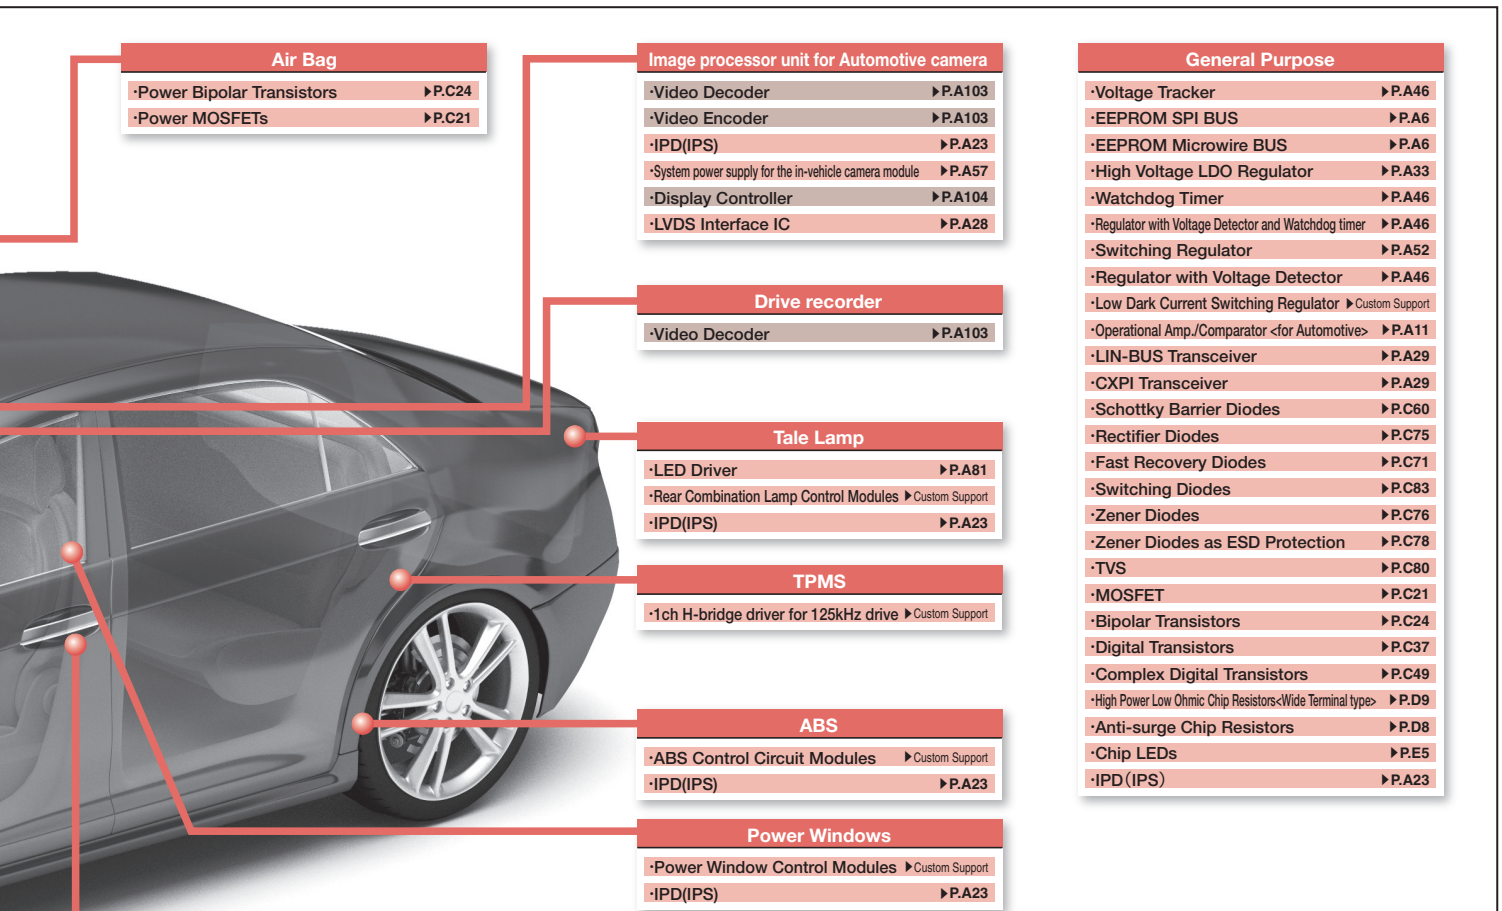 Air Bag
·Power Bipolar Transistors ▶P.C24
·Power MOSFETs ▶P.C21
Image processor unit for Automotive camera
·Video Decoder ▶P.A103
·Video Encoder ▶P.A103
·IPD(IPS) ▶P.A23
·System power supply for the in-vehicle camera module ▶P.A57
·Display Controller ▶P.A104
·LVDS Interface IC ▶P.A28
Drive recorder
·Video Decoder ▶P.A103
Tale Lamp
·LED Driver ▶P.A81
·Rear Combination Lamp Control Modules ▶Custom Support
·IPD(IPS) ▶P.A23
TPMS
·1ch H-bridge driver for 125kHz drive ▶Custom Support
ABS
·ABS Control Circuit Modules ▶Custom Support
·IPD(IPS) ▶P.A23
Power Windows
·Power Window Control Modules ▶Custom Support
·IPD(IPS) ▶P.A23
General Purpose
·Voltage Tracker ▶P.A46
·EEPROM SPI BUS ▶P.A6
·EEPROM Microwire BUS ▶P.A6
·High Voltage LDO Regulator ▶P.A33
·Watchdog Timer ▶P.A46
·Regulator with Voltage Detector and Watchdog timer ▶P.A46
·Switching Regulator ▶P.A52
·Regulator with Voltage Detector ▶P.A46
·Low Dark Current Switching Regulator ▶Custom Support
·Operational Amp./Comparator <for Automotive> ▶P.A11
·LIN-BUS Transceiver ▶P.A29
·CXPI Transceiver ▶P.A29
·Schottky Barrier Diodes ▶P.C60
·Rectifier Diodes ▶P.C75
·Fast Recovery Diodes ▶P.C71
·Switching Diodes ▶P.C83
·Zener Diodes ▶P.C76
·Zener Diodes as ESD Protection ▶P.C78
·TVS ▶P.C80
·MOSFET ▶P.C21
·Bipolar Transistors ▶P.C24
·Digital Transistors ▶P.C37
·Complex Digital Transistors ▶P.C49
·High Power Low Ohmic Chip Resistors<Wide Terminal type> ▶P.D9
·Anti-surge Chip Resistors ▶P.D8
·Chip LEDs ▶P.E5
·IPD（IPS） ▶P.A23